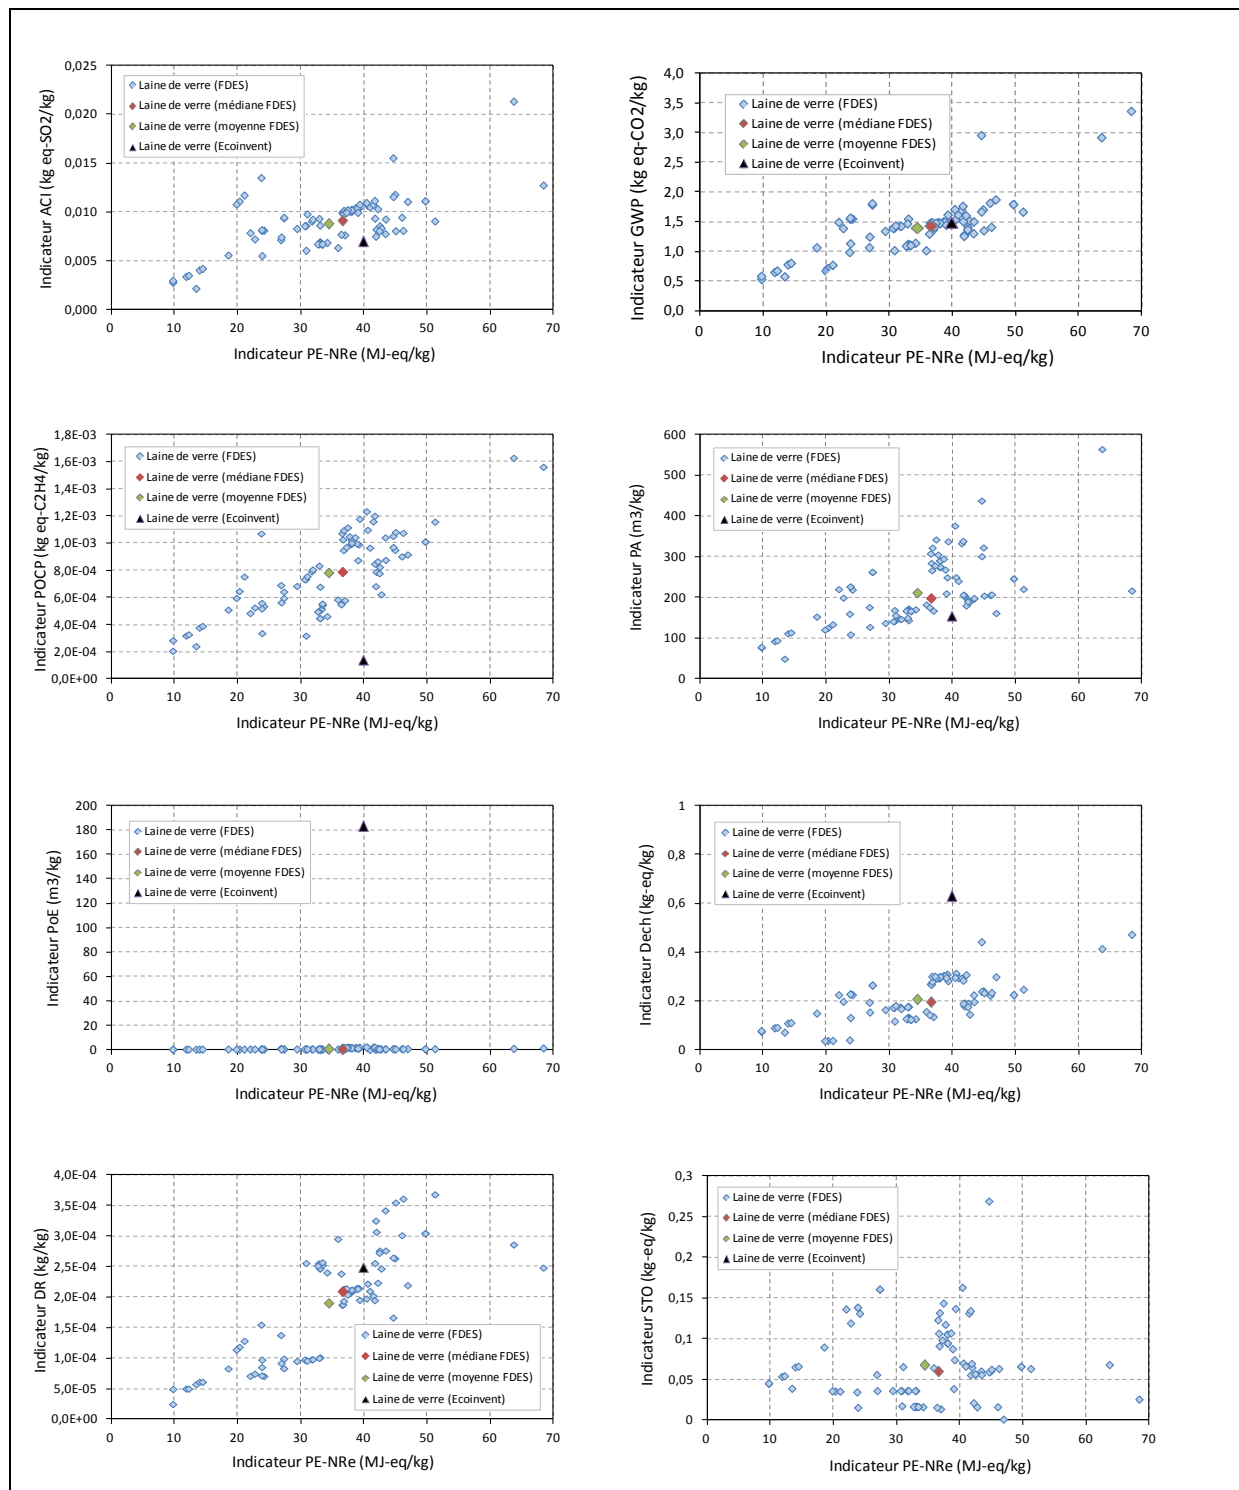 Indicateur ACI (kg eq-SO2/kg)
0,025
0,020
0,015
0,010
0,005
0,000
Laine de verre (FDES)
Laine de verre (médiane FDES)
Laine de verre (moyenne FDES)
Laine de verre (Ecoinvent)
0 10 20 30 40 50 60 70
Indicateur PE-NRe (MJ-eq/kg)
Indicateur GWP (kg eq-CO2/kg)
4,0
3,5
3,0
2,5
2,0
1,5
1,0
0,5
0,0
Laine de verre (FDES)
Laine de verre (médiane FDES)
Laine de verre (moyenne FDES)
Laine de verre (Ecoinvent)
0 10 20 30 40 50 60 70
Indicateur PE-NRe (MJ-eq/kg)
Indicateur POCP (kg eq-C2H4/kg)
1,8E-03
1,6E-03
1,4E-03
1,2E-03
1,0E-03
8,0E-04
6,0E-04
4,0E-04
2,0E-04
0,0E+00
Laine de verre (FDES)
Laine de verre (médiane FDES)
Laine de verre (moyenne FDES)
Laine de verre (Ecoinvent)
0 10 20 30 40 50 60 70
Indicateur PE-NRe (MJ-eq/kg)
Indicateur PA (m3/kg)
600
500
400
300
200
100
0
Laine de verre (FDES)
Laine de verre (médiane FDES)
Laine de verre (moyenne FDES)
Laine de verre (Ecoinvent)
0 10 20 30 40 50 60 70
Indicateur PE-NRe (MJ-eq/kg)
Indicateur PoE (m3/kg)
200
180
160
140
120
100
80
60
40
20
0
Laine de verre (FDES)
Laine de verre (médiane FDES)
Laine de verre (moyenne FDES)
Laine de verre (Ecoinvent)
0 10 20 30 40 50 60 70
Indicateur PE-NRe (MJ-eq/kg)
Indicateur Dech (kg-eq/kg)
1
0,8
0,6
0,4
0,2
0
Laine de verre (FDES)
Laine de verre (médiane FDES)
Laine de verre (moyenne FDES)
Laine de verre (Ecoinvent)
0 10 20 30 40 50 60 70
Indicateur PE-NRe (MJ-eq/kg)
Indicateur DR (kg/kg)
4,0E-04
3,5E-04
3,0E-04
2,5E-04
2,0E-04
1,5E-04
1,0E-04
5,0E-05
0,0E+00
Laine de verre (FDES)
Laine de verre (médiane FDES)
Laine de verre (moyenne FDES)
Laine de verre (Ecoinvent)
0 10 20 30 40 50 60 70
Indicateur PE-NRe (MJ-eq/kg)
Indicateur STO (kg-eq/kg)
0,3
0,25
0,2
0,15
0,1
0,05
0
Laine de verre (FDES)
Laine de verre (médiane FDES)
Laine de verre (moyenne FDES)
Laine de verre (Ecoinvent)
0 10 20 30 40 50 60 70
Indicateur PE-NRe (MJ-eq/kg)